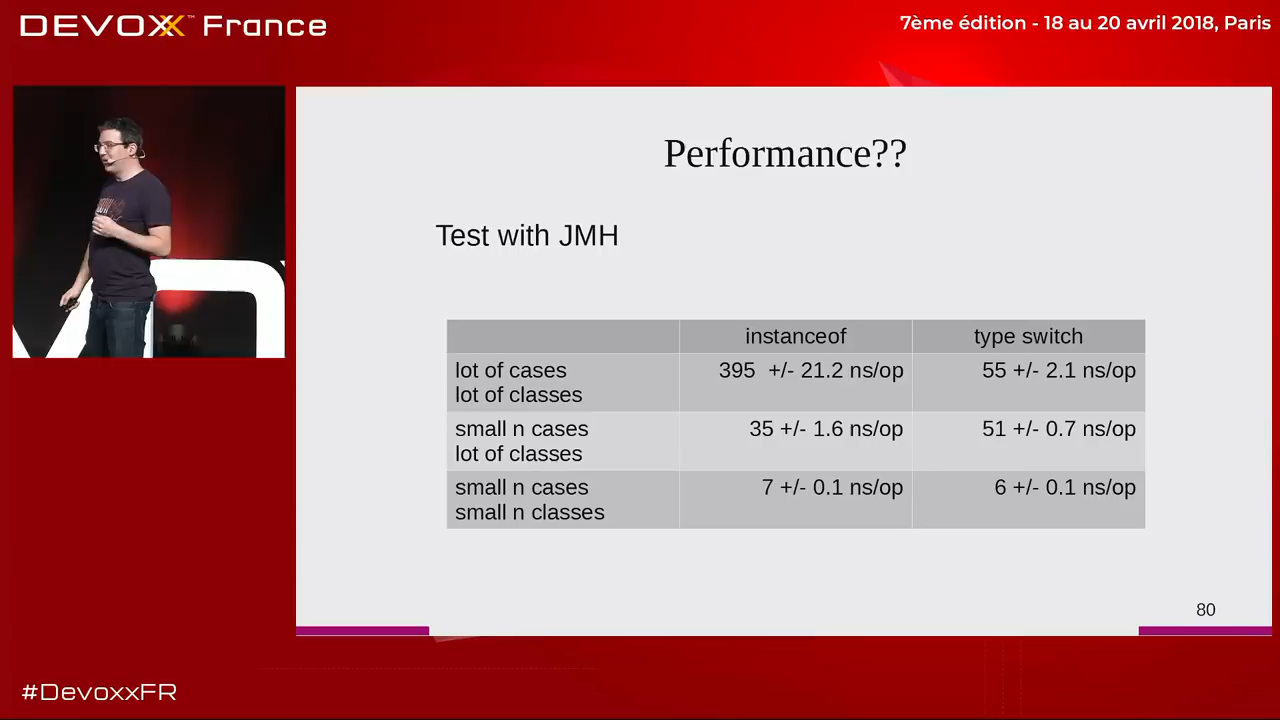 DEVOXX™ France
7ème édition - 18 au 20 avril 2018, Paris
Performance??
Test with JMH
instanceof type switch
lot of cases 395 +/- 21.2 ns/op 55 +/- 2.1 ns/op
lot of classes
small n cases 35 +/- 1.6 ns/op 51 +/- 0.7 ns/op
lot of classes
small n cases 7 +/- 0.1 ns/op 6 +/- 0.1 ns/op
small n classes
80
#DevoxxFR